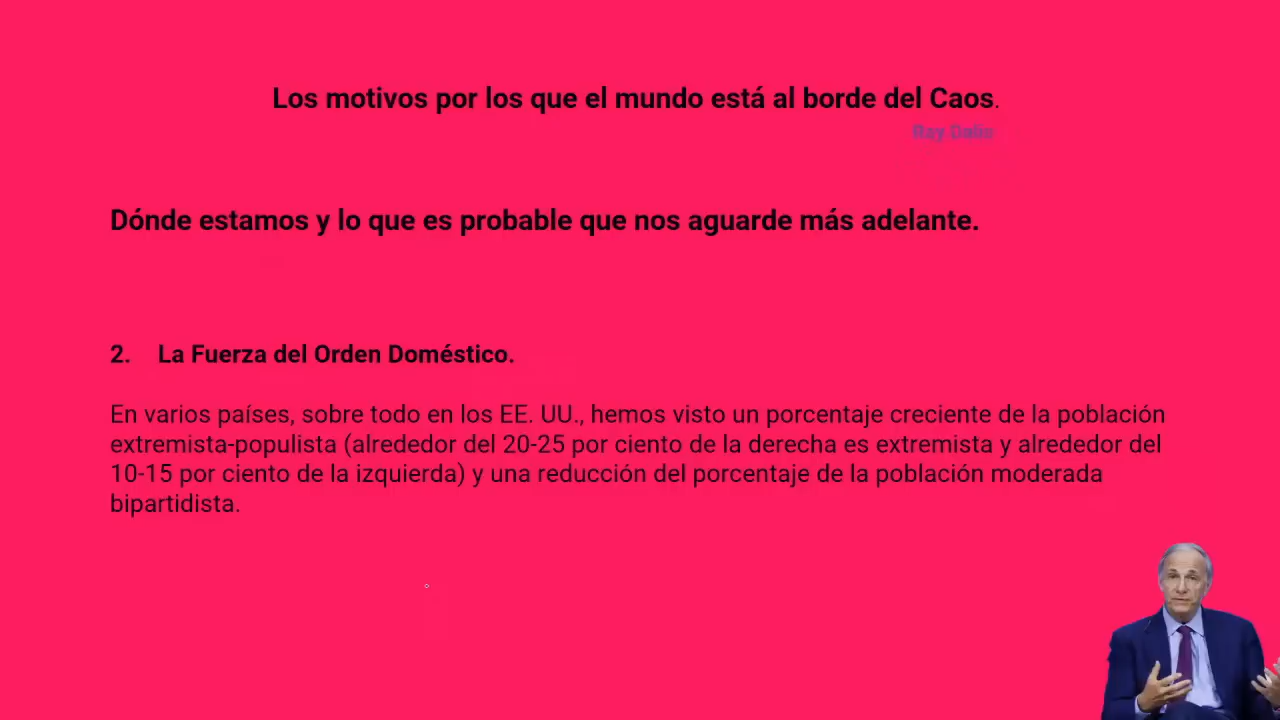 Los motivos por los que el mundo está al borde del Caos.
Ray Dalio
Dónde estamos y lo que es probable que nos aguarde más adelante.
2. La Fuerza del Orden Doméstico.
En varios países, sobre todo en los EE. UU., hemos visto un porcentaje creciente de la población
extremista-populista (alrededor del 20-25 por ciento de la derecha es extremista y alrededor del
10-15 por ciento de la izquierda) y una reducción del porcentaje de la población moderada
bipartidista.